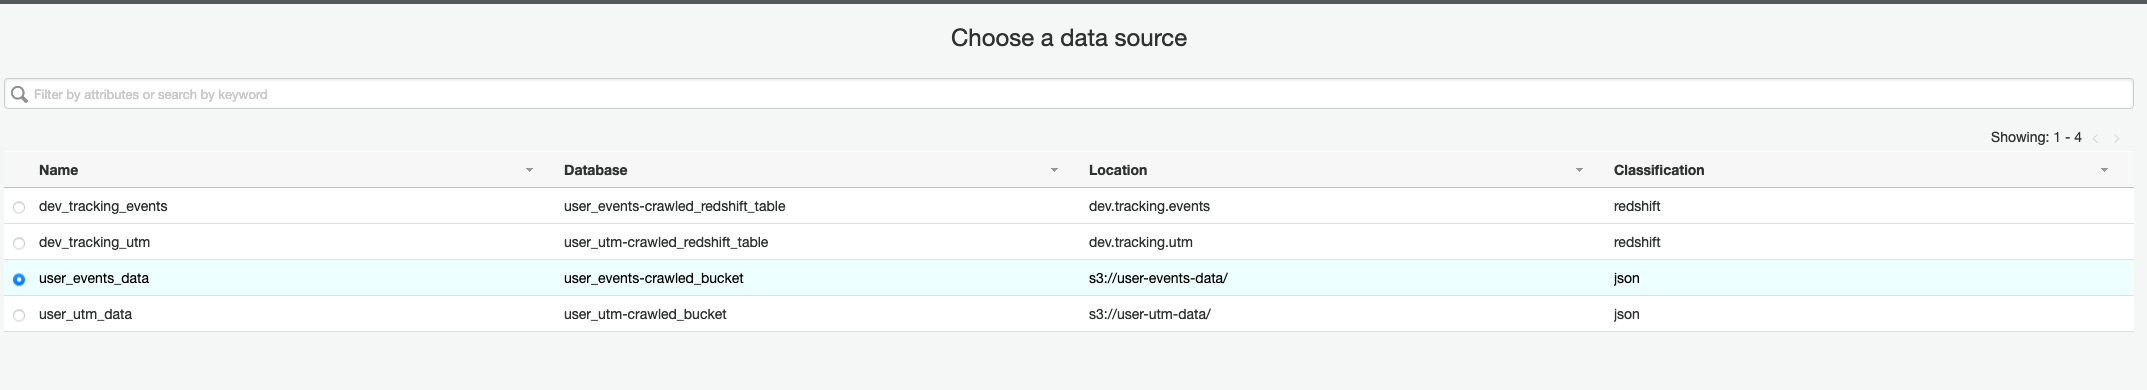 Choose a data source
Filter by attributes or search by keyword
Showing: 1 - 4
Name Database Location Classification
dev_tracking_events user_events-crawled_redshift_table dev.tracking.events redshift
dev_tracking_utm user_utm-crawled_redshift_table dev.tracking.utm redshift
user_events_data user_events-crawled_bucket s3://user-events-data/ json
user_utm_data user_utm-crawled_bucket s3://user-utm-data/ json